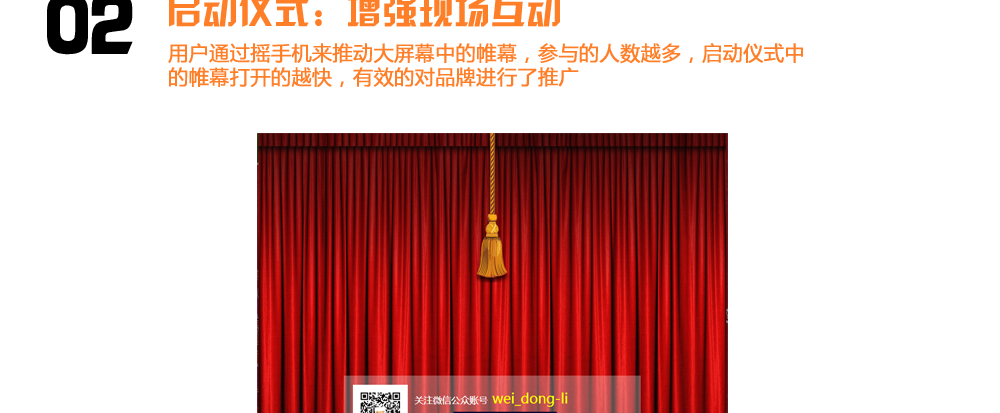 02
启动仪式：增强现场互动
用户通过摇手机来推动大屏幕中的帷幕，参与的人数越多，启动仪式中
的帷幕打开的越快，有效的对品牌进行了推广
关注微信公众账号 wei_dong-li